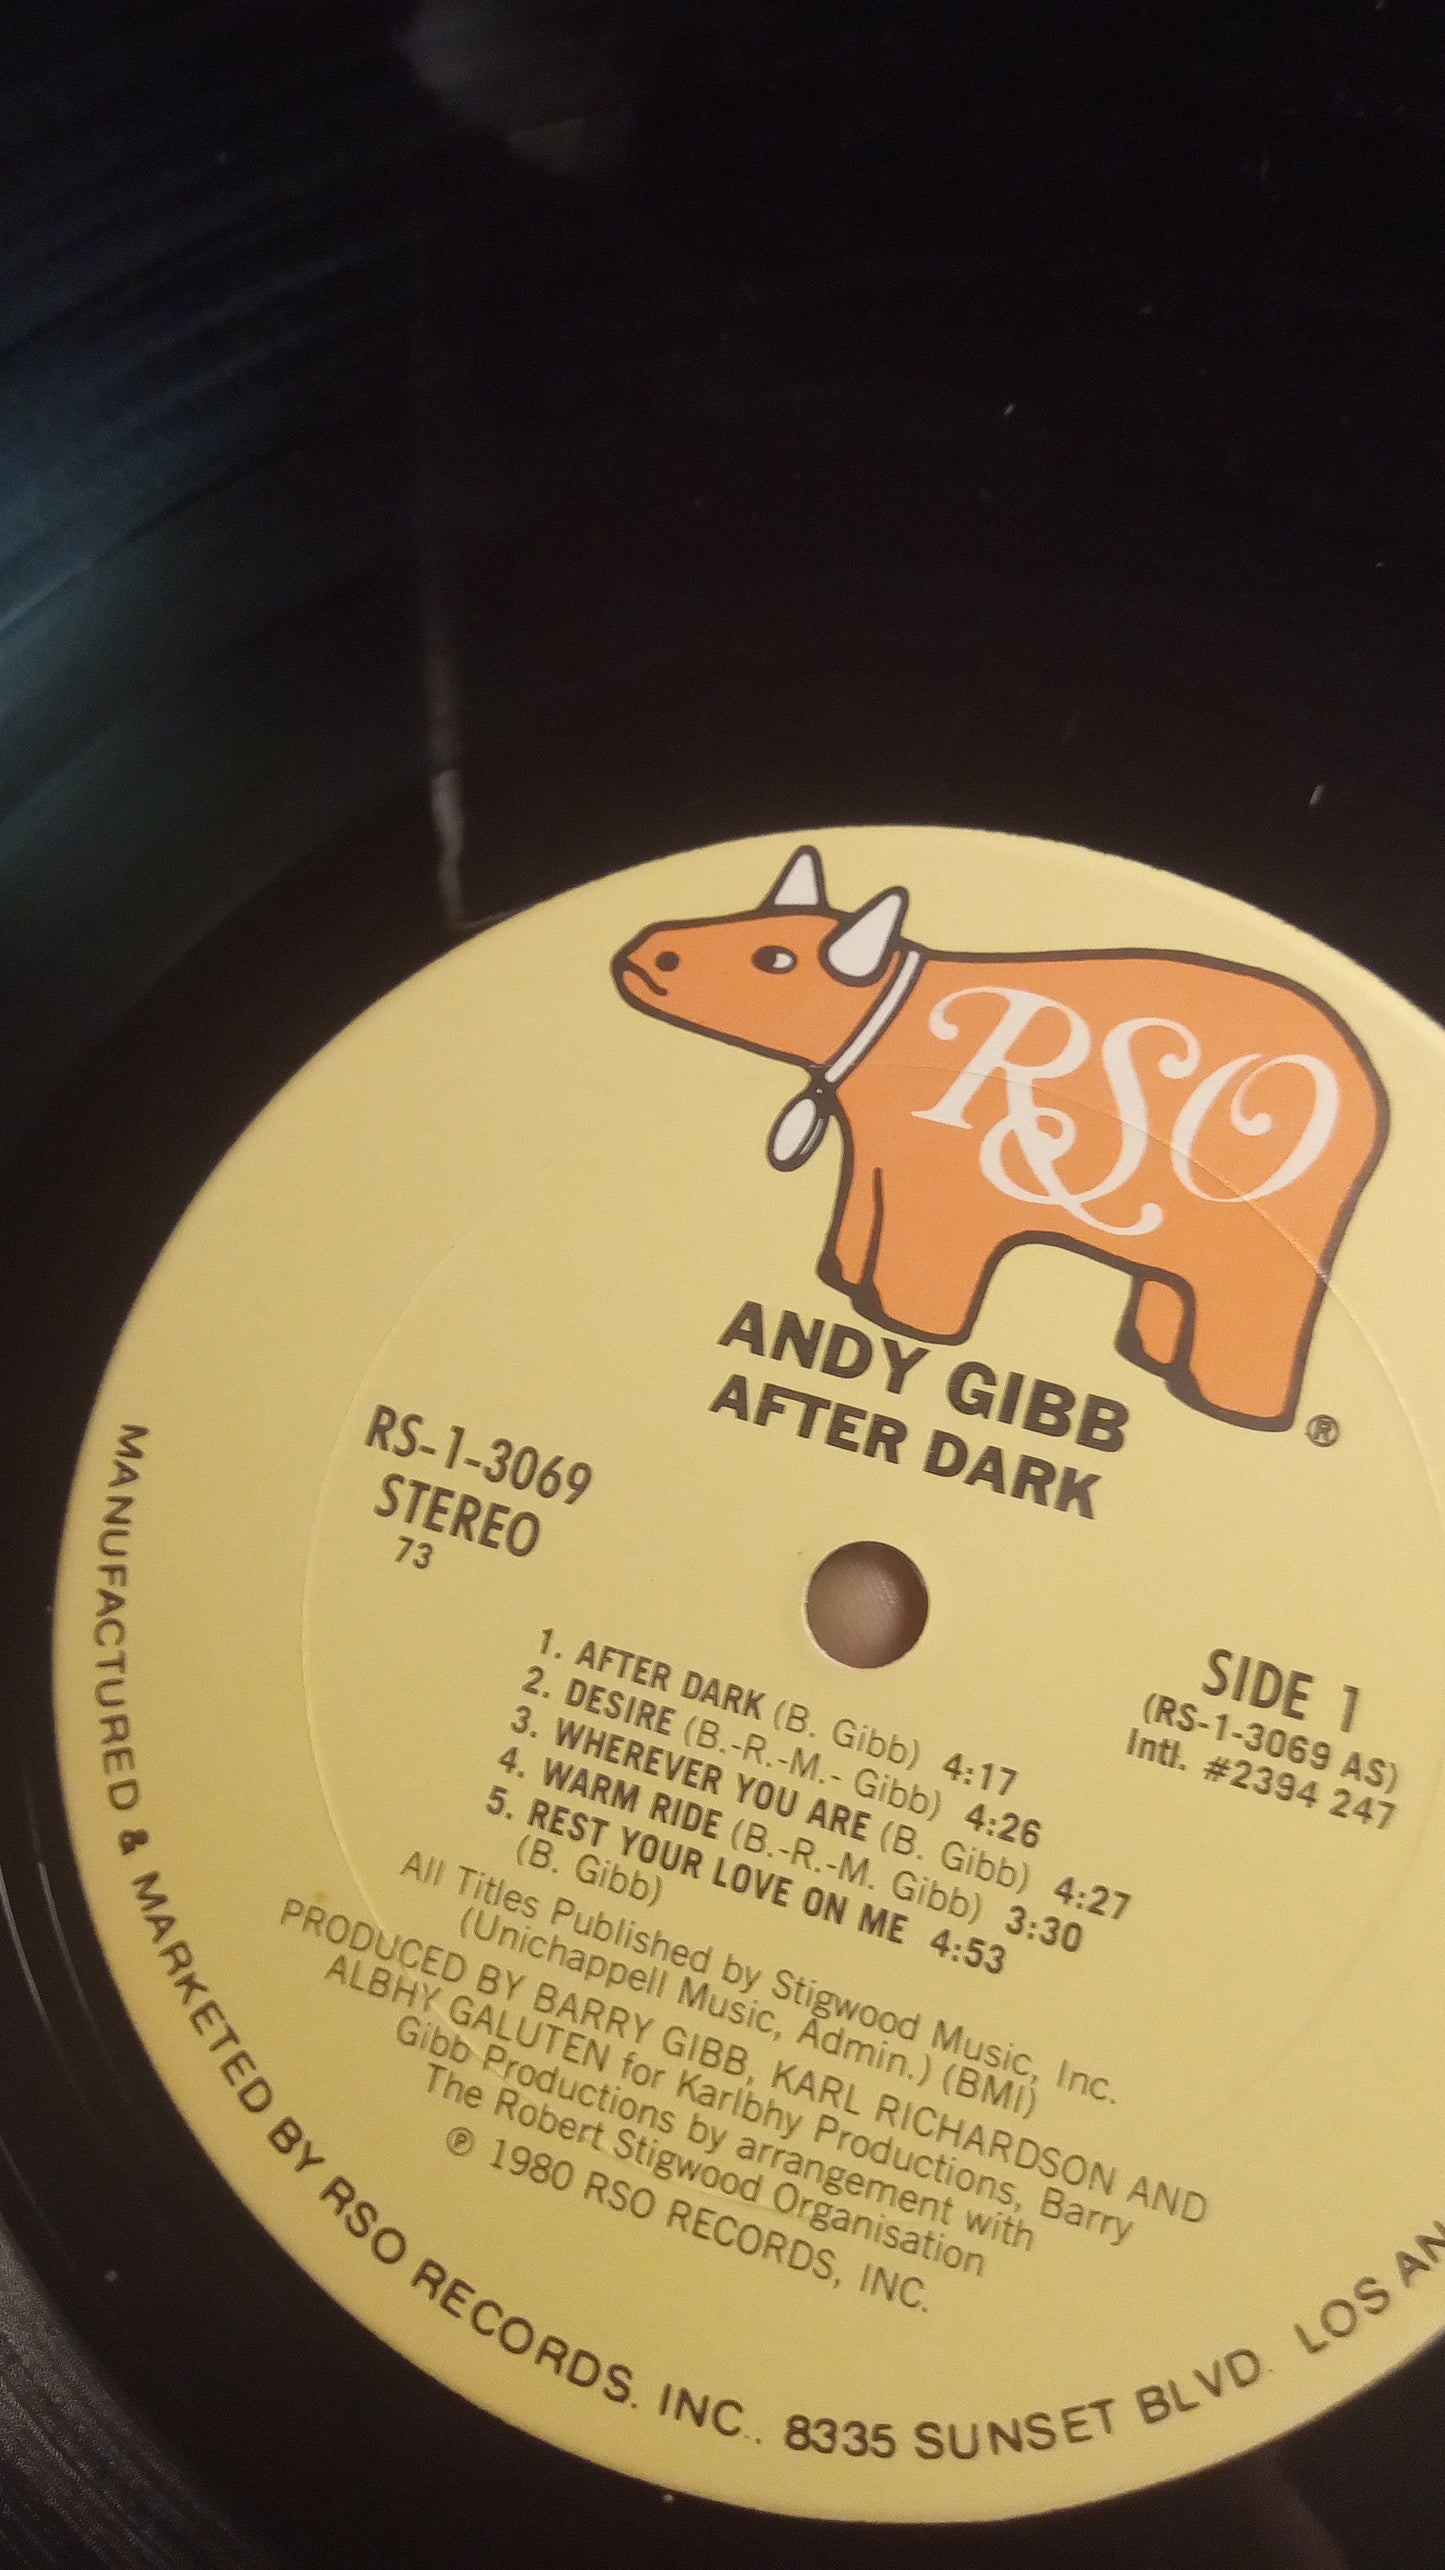 RSO
®
ANDY GIBB
AFTER DARK
RS-1-3069
STEREO
73
SIDE 1
(RS-1-3069 AS)
Intl. #2394 247
1. AFTER DARK (B. Gibb) 4:17
2. DESIRE (B.-R.-M.- Gibb) 4:26
3. WHEREVER YOU ARE (B. Gibb) 4:27
4. WARM RIDE (B.-R.-M. Gibb) 3:30
5. REST YOUR LOVE ON ME 4:53
(B. Gibb)
All Titles Published by Stigwood Music, Inc.
(Unichappell Music, Admin.) (BMI)
PRODUCED BY BARRY GIBB, KARL RICHARDSON AND
ALBHY GALUTEN for Karlbhy Productions, Barry
Gibb Productions by arrangement with
The Robert Stigwood Organisation
℗ 1980 RSO RECORDS, INC.
MANUFACTURED & MARKETED BY RSO RECORDS. INC.. 8335 SUNSET BLVD. LOS AN